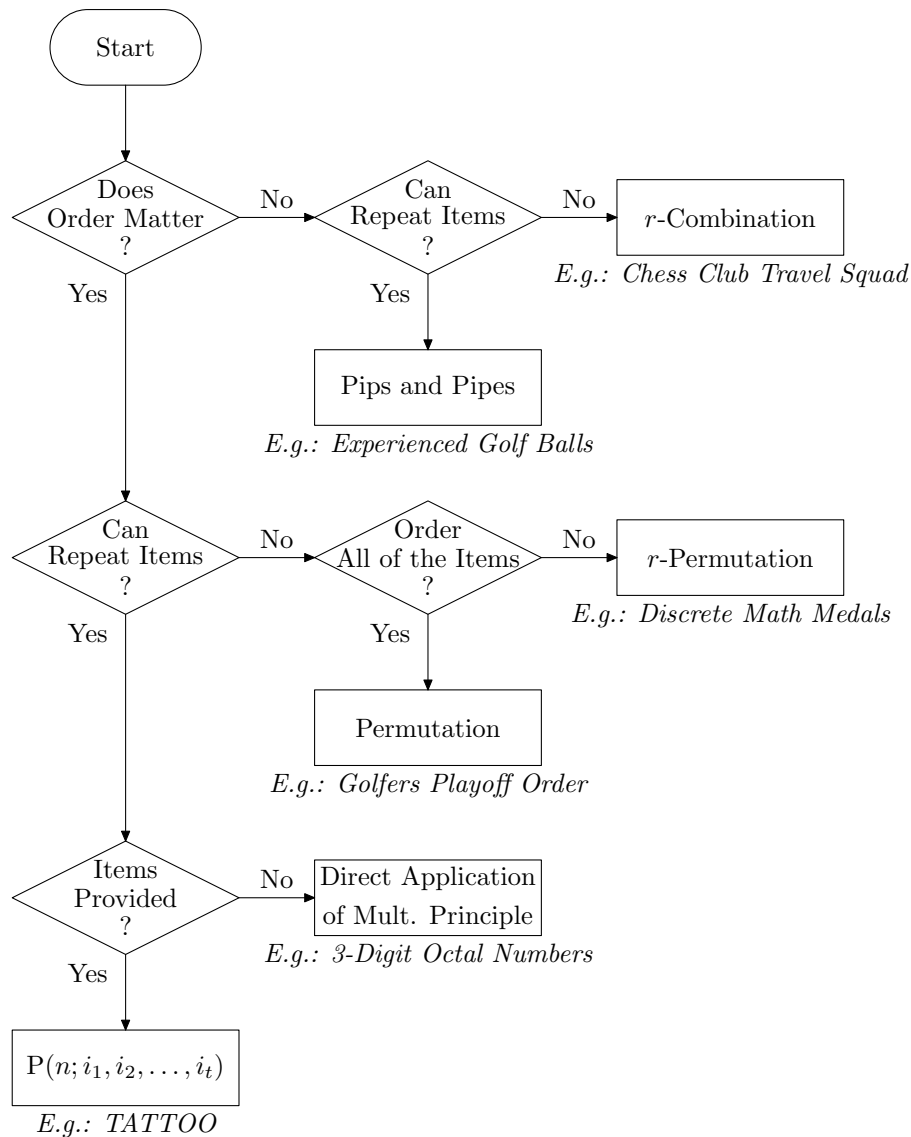 Start
Does
Order Matter
?
No
Can
Repeat Items
?
No
r-Combination
E.g.: Chess Club Travel Squad
Yes
Yes
Pips and Pipes
E.g.: Experienced Golf Balls
Can
Repeat Items
?
No
Order
All of the Items
?
No
r-Permutation
E.g.: Discrete Math Medals
Yes
Yes
Permutation
E.g.: Golfers Playoff Order
Items
Provided
?
No
Direct Application
of Mult. Principle
E.g.: 3-Digit Octal Numbers
Yes
P(n; i₁, i₂, . . . , iₜ)
E.g.: TATTOO